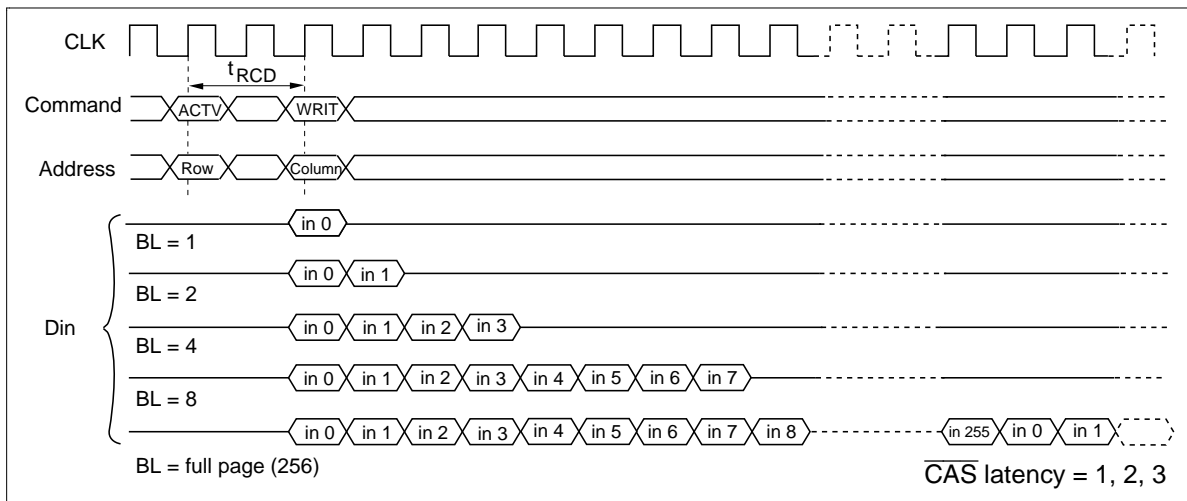 CLK
tRCD
Command ACTV WRIT
Address Row Column
Din
in 0
BL = 1
in 0 in 1
BL = 2
in 0 in 1 in 2 in 3
BL = 4
in 0 in 1 in 2 in 3 in 4 in 5 in 6 in 7
BL = 8
in 0 in 1 in 2 in 3 in 4 in 5 in 6 in 7 in 8 in 255 in 0 in 1
BL = full page (256)
C̅A̅S̅ latency = 1, 2, 3